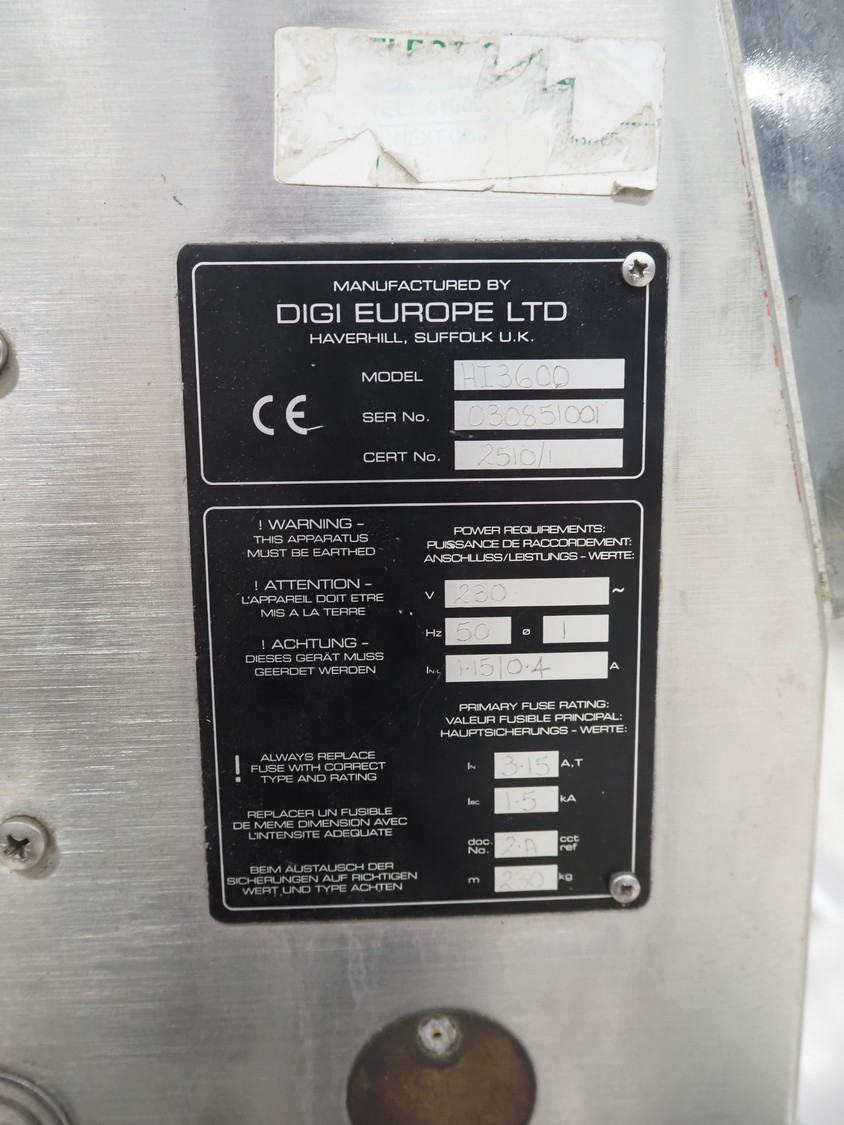 MANUFACTURED BY
DIGI EUROPE LTD
HAVERHILL, SUFFOLK U.K.
MODEL HI3600
CE
SER No. 030851001
CERT No. 2510/1
! WARNING -
THIS APPARATUS
MUST BE EARTHED
! ATTENTION -
L'APPAREIL DOIT ETRE
MIS A LA TERRE
! ACHTUNG -
DIESES GERÄT MUSS
GEERDET WERDEN
POWER REQUIREMENTS:
PUISSANCE DE RACCORDEMENT:
ANSCHLUSS/LEISTUNGS - WERTE:
V 230 ~
Hz 50 ø 1
IN-L 1·15/0·4 A
PRIMARY FUSE RATING:
VALEUR FUSIBLE PRINCIPAL:
HAUPTSICHERUNGS - WERTE:
! ALWAYS REPLACE
FUSE WITH CORRECT
TYPE AND RATING
REPLACER UN FUSIBLE
DE MEME DIMENSION AVEC
L'INTENSITE ADEQUATE
BEIM AUSTAUSCH DER
SICHERUNGEN AUF RICHTIGEN
WERT UND TYPE ACHTEN
IN 3·15 A,T
Isc 1·5 kA
doc. No. 2·A cct ref
m 230 kg